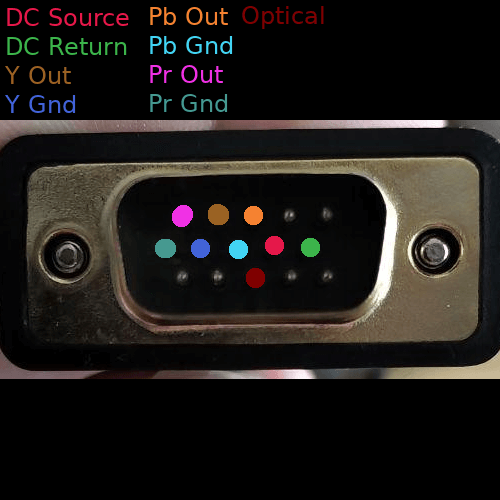 DC Source
DC Return
Y Out
Y Gnd
Pb Out
Pb Gnd
Pr Out
Pr Gnd
Optical